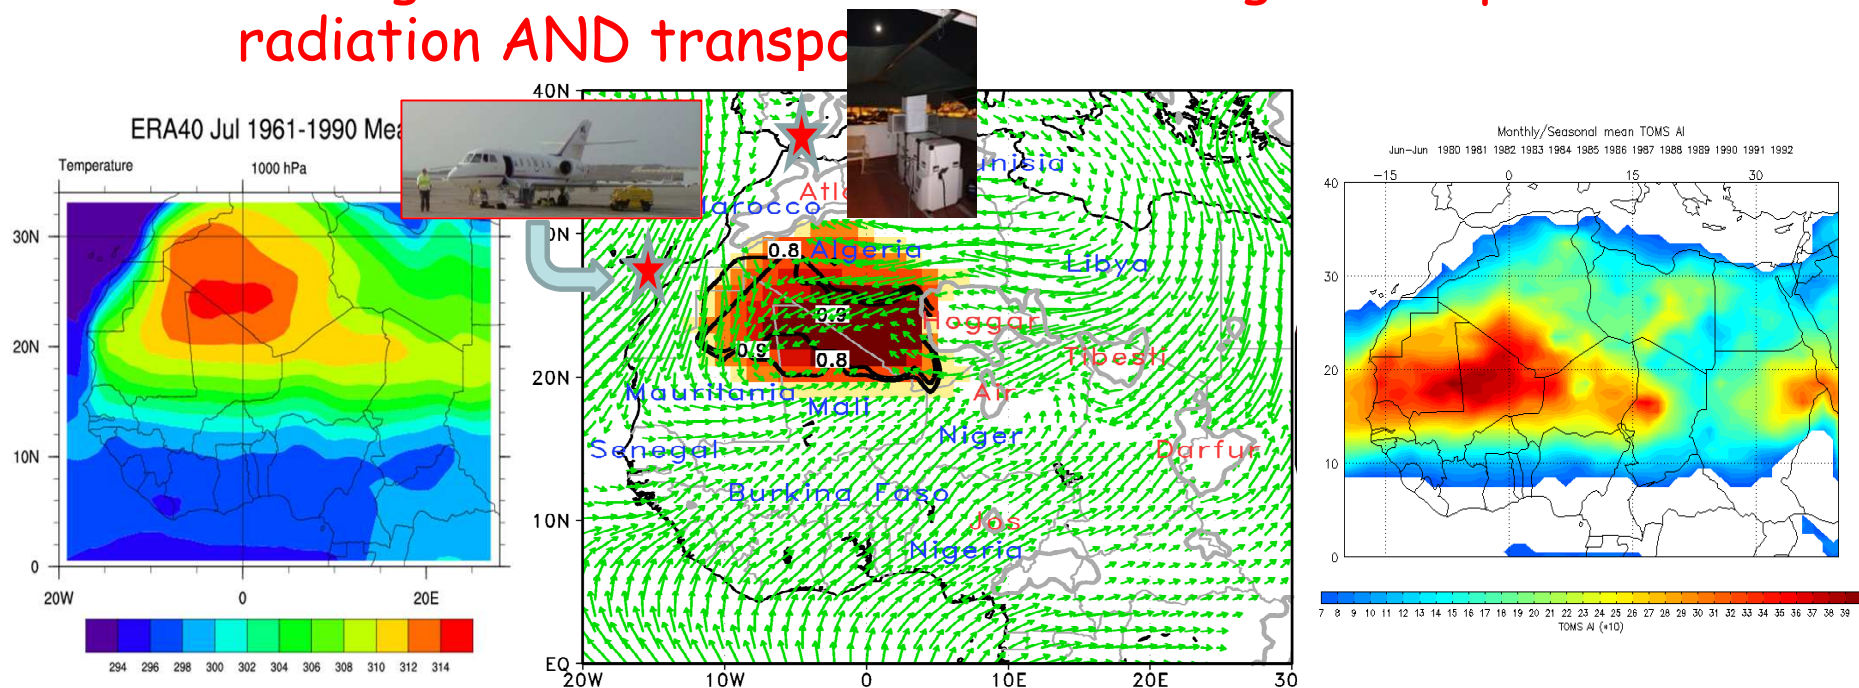 radiation AND transpo
ERA40 Jul 1961-1990 Mea
Temperature
1000 hPa
30N
20N
10N
0
20W
0
20E
294 296 298 300 302 304 306 308 310 312 314
40N
0N
20N
10N
EQ
20W 10W 0 10E 20E 30
Atl
unisia
Marocco
0.8
Algeria
Libya
0.9
Hoggar
0.9
0.8
Tibesti
Mauritania
Mali
Air
Niger
Senegal
Darfur
Burkina Faso
Jos
Nigeria
Monthly/Seasonal mean TOMS AI
Jun-Jun 1980 1981 1982 1983 1984 1985 1986 1987 1988 1989 1990 1991 1992
-15 0 15 30
40
30
20
10
0
7 8 9 10 11 12 13 14 15 16 17 18 19 20 21 22 23 24 25 26 27 28 29 30 31 32 33 34 35 36 37 38 39
TOMS AI (*10)